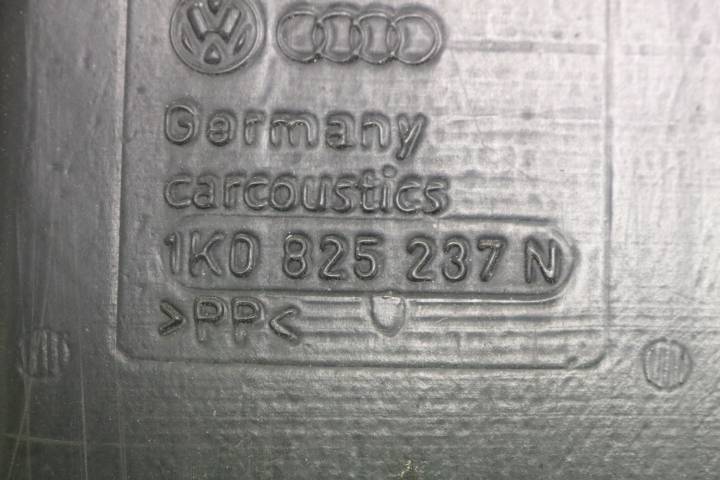 Germany
carcoustics
1K0 825 237 N
>PP<